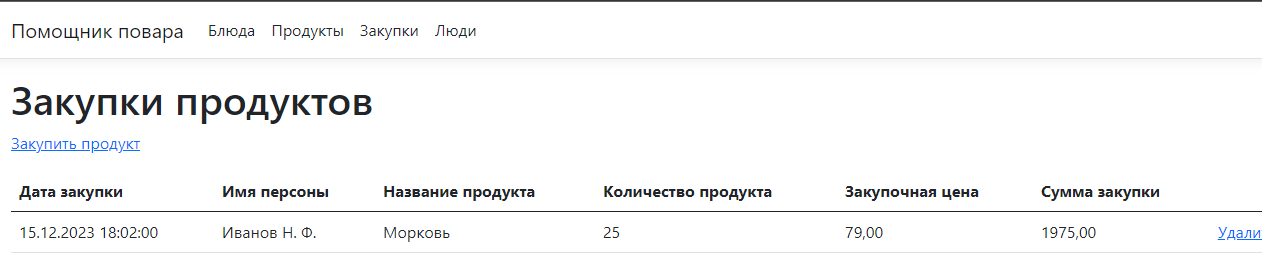 Помощник повара Блюда Продукты Закупки Люди
Закупки продуктов
Закупить продукт
Дата закупки Имя персоны Название продукта Количество продукта Закупочная цена Сумма закупки
15.12.2023 18:02:00 Иванов Н. Ф. Морковь 25 79,00 1975,00 Удали